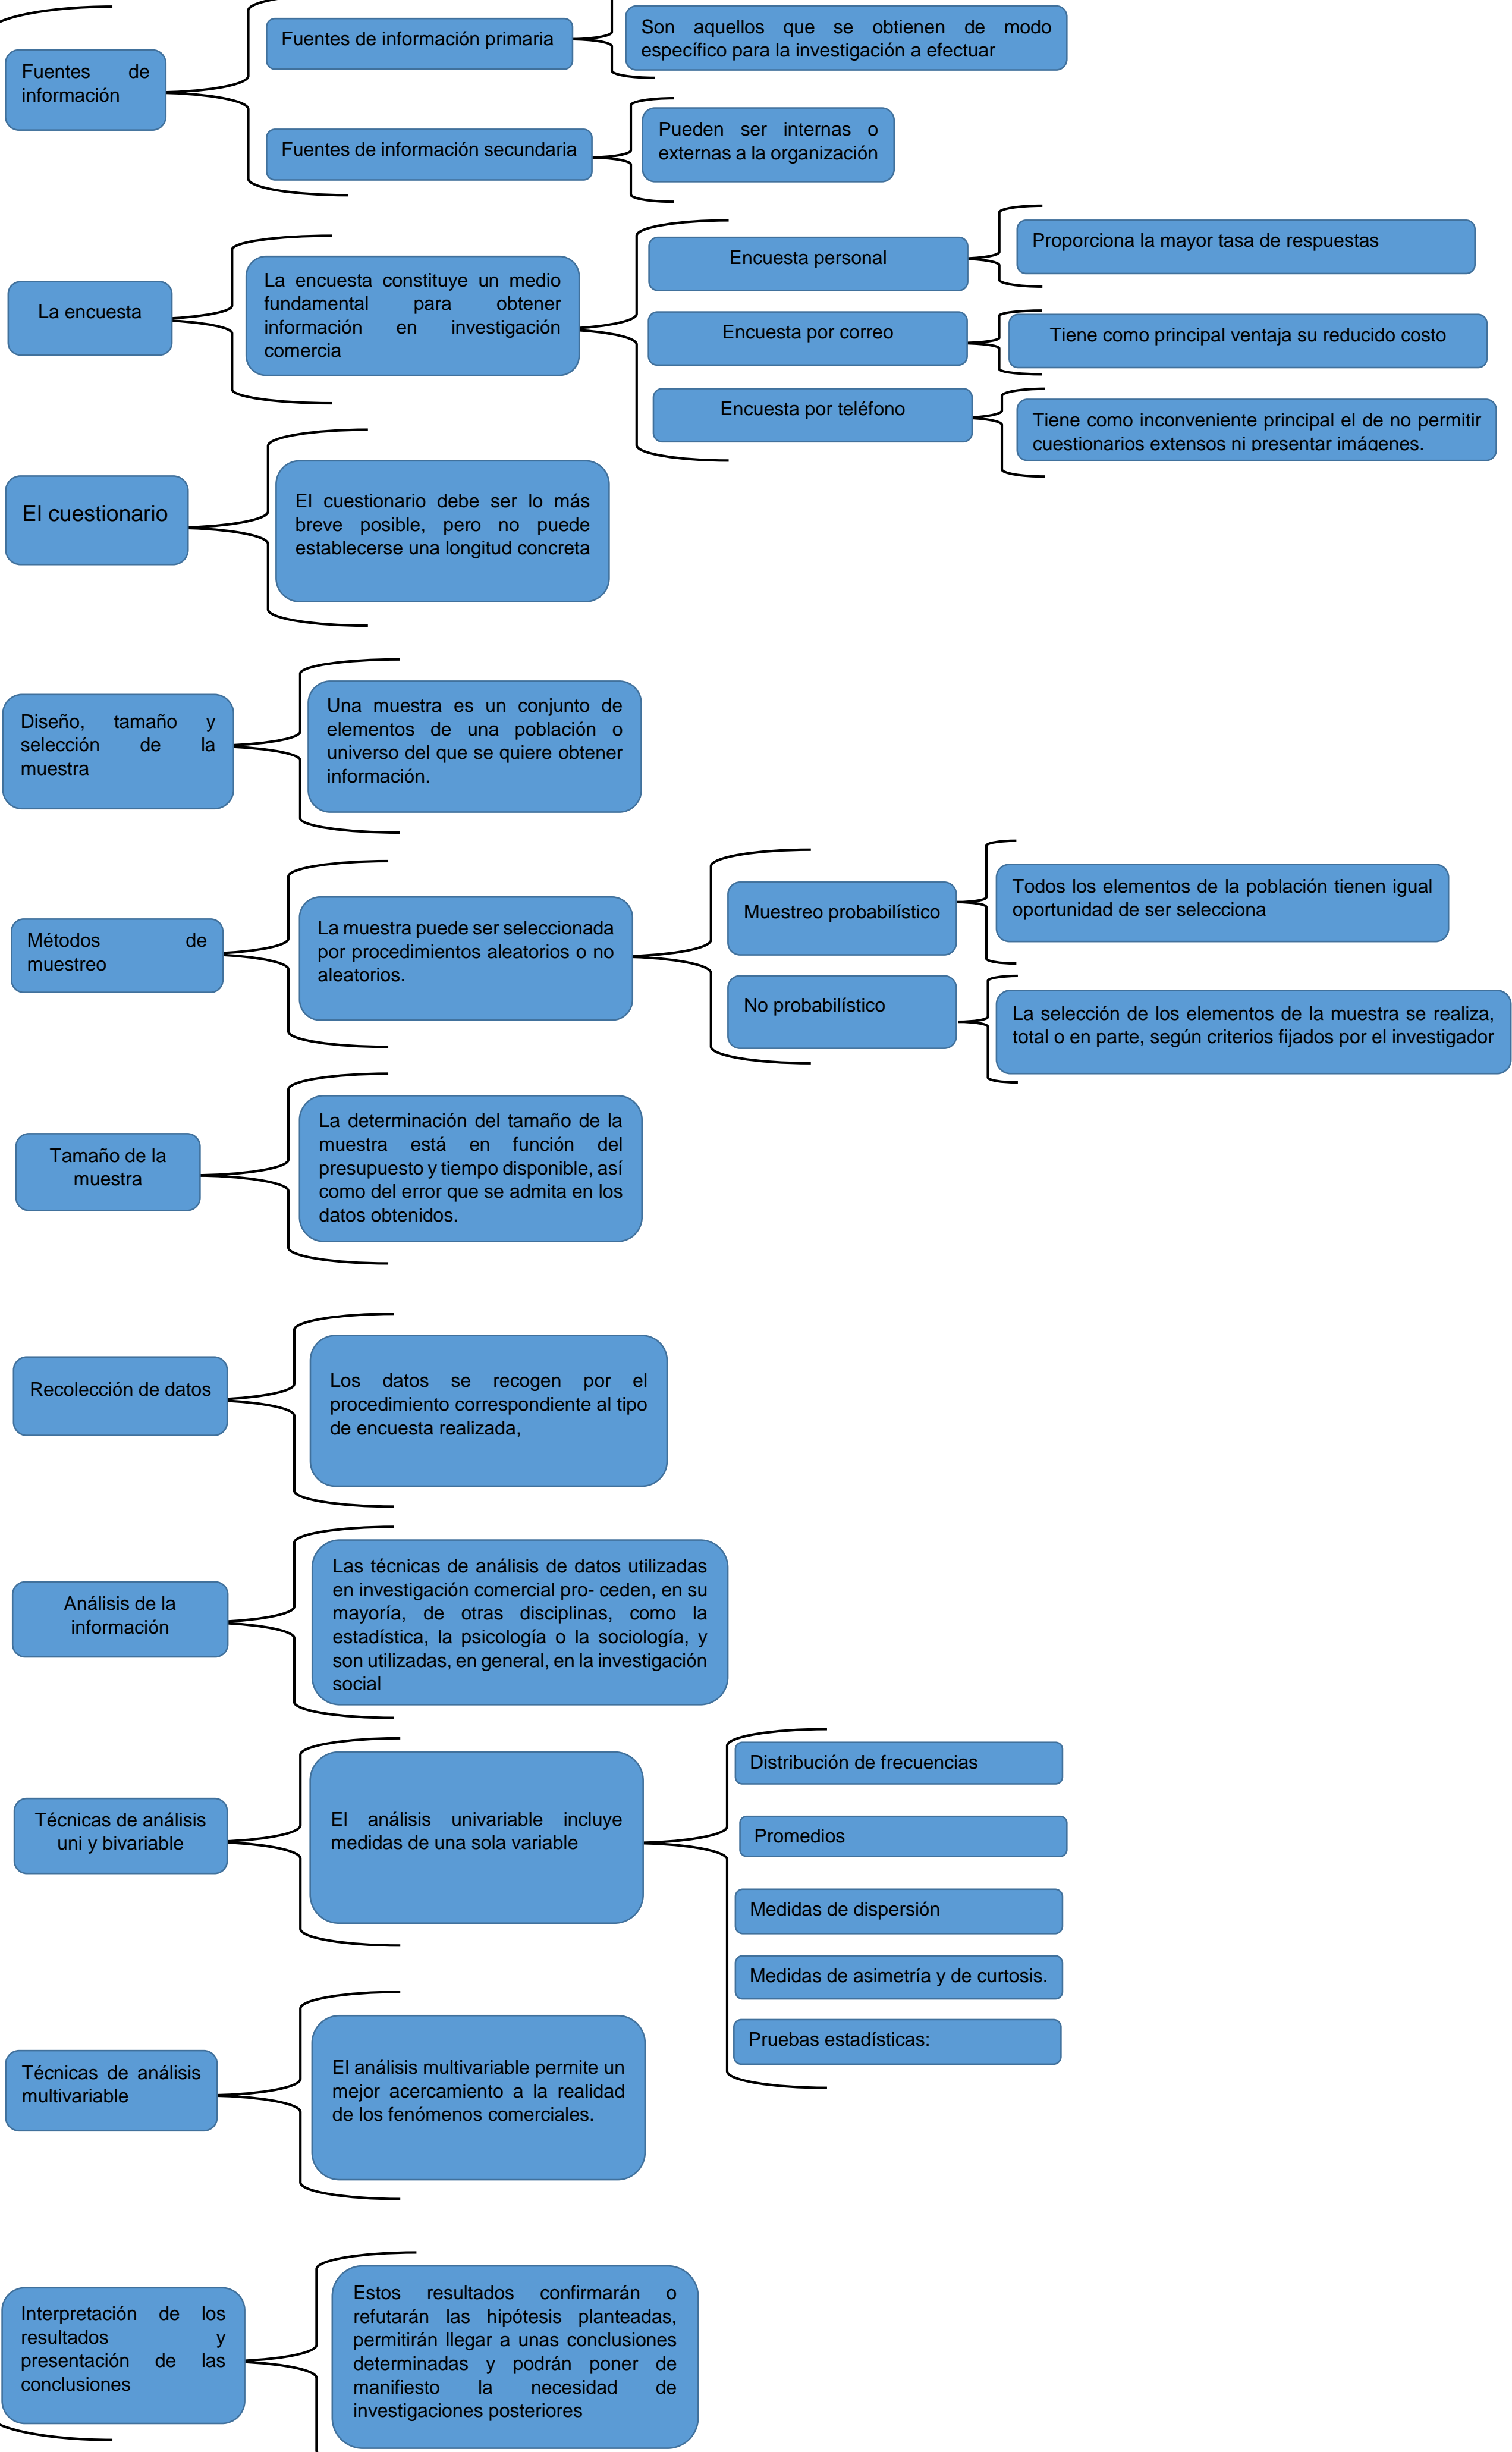 Fuentes de
información
Fuentes de información primaria
Son aquellos que se obtienen de modo
específico para la investigación a efectuar
Fuentes de información secundaria
Pueden ser internas o
externas a la organización
La encuesta
La encuesta constituye un medio
fundamental para obtener
información en investigación
comercia
Encuesta personal
Proporciona la mayor tasa de respuestas
Encuesta por correo
Tiene como principal ventaja su reducido costo
Encuesta por teléfono
Tiene como inconveniente principal el de no permitir
cuestionarios extensos ni presentar imágenes.
El cuestionario
El cuestionario debe ser lo más
breve posible, pero no puede
establecerse una longitud concreta
Diseño, tamaño y
selección de la
muestra
Una muestra es un conjunto de
elementos de una población o
universo del que se quiere obtener
información.
Métodos de
muestreo
La muestra puede ser seleccionada
por procedimientos aleatorios o no
aleatorios.
Muestreo probabilístico
Todos los elementos de la población tienen igual
oportunidad de ser selecciona
No probabilístico
La selección de los elementos de la muestra se realiza,
total o en parte, según criterios fijados por el investigador
Tamaño de la
muestra
La determinación del tamaño de la
muestra está en función del
presupuesto y tiempo disponible, así
como del error que se admita en los
datos obtenidos.
Recolección de datos
Los datos se recogen por el
procedimiento correspondiente al tipo
de encuesta realizada,
Análisis de la
información
Las técnicas de análisis de datos utilizadas
en investigación comercial pro- ceden, en su
mayoría, de otras disciplinas, como la
estadística, la psicología o la sociología, y
son utilizadas, en general, en la investigación
social
Técnicas de análisis
uni y bivariable
El análisis univariable incluye
medidas de una sola variable
Distribución de frecuencias
Promedios
Medidas de dispersión
Medidas de asimetría y de curtosis.
Pruebas estadísticas:
Técnicas de análisis
multivariable
El análisis multivariable permite un
mejor acercamiento a la realidad
de los fenómenos comerciales.
Interpretación de los
resultados y
presentación de las
conclusiones
Estos resultados confirmarán o
refutarán las hipótesis planteadas,
permitirán llegar a unas conclusiones
determinadas y podrán poner de
manifiesto la necesidad de
investigaciones posteriores